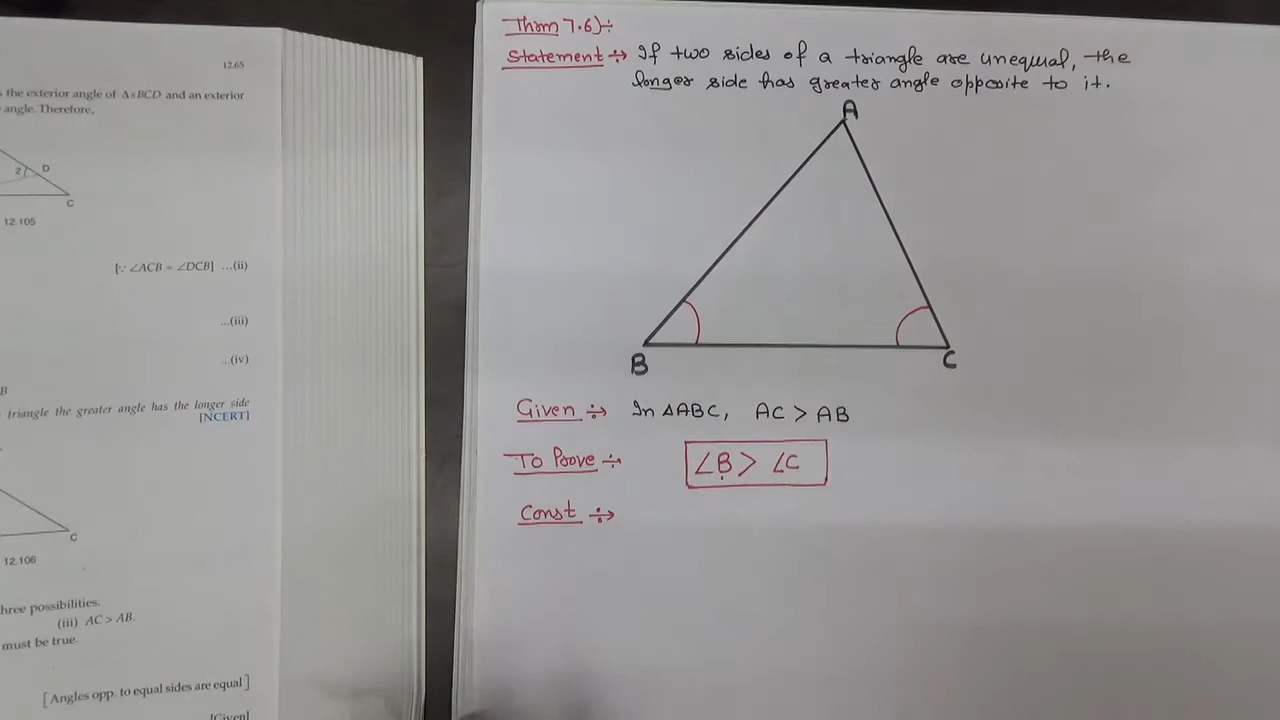 12.65
the exterior angle of ΔBCD and an exterior
angle. Therefore,
2
D
C
12.105
[∵ ∠ACB = ∠DCB] ...(ii)
...(iii)
...(iv)
B
triangle the greater angle has the longer side
[NCERT]
C
12.106
three possibilities.
(iii) AC > AB.
must be true.
[Angles opp. to equal sides are equal]
[Given]
Thom 7.6) :-
Statement ÷→ If two sides of a triangle are unequal, the
longer side has greater angle opposite to it.
A
B
C
Given ÷→ In ΔABC, AC > AB
To Prove ÷→ ∠B > ∠C
Const ÷→